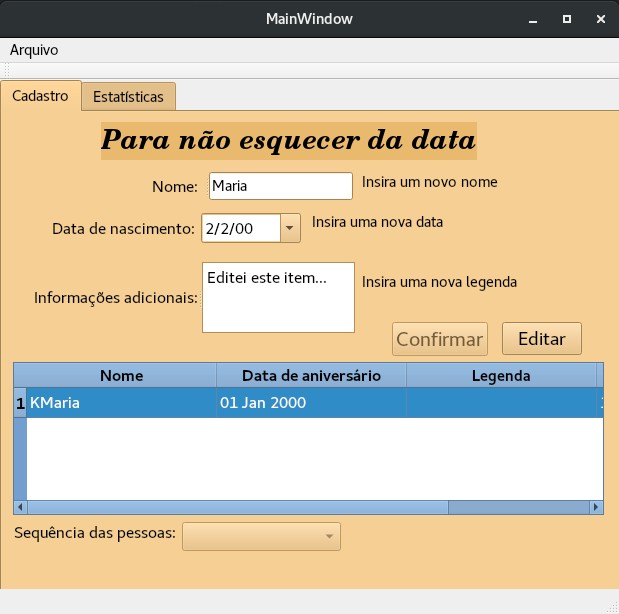 MainWindow
Arquivo
Cadastro Estatísticas
Para não esquecer da data
Nome: Maria Insira um novo nome
Data de nascimento: 2/2/00 Insira uma nova data
Informações adicionais: Editei este item... Insira uma nova legenda
Confirmar Editar
Nome Data de aniversário Legenda
1 KMaria 01 Jan 2000
Sequência das pessoas: